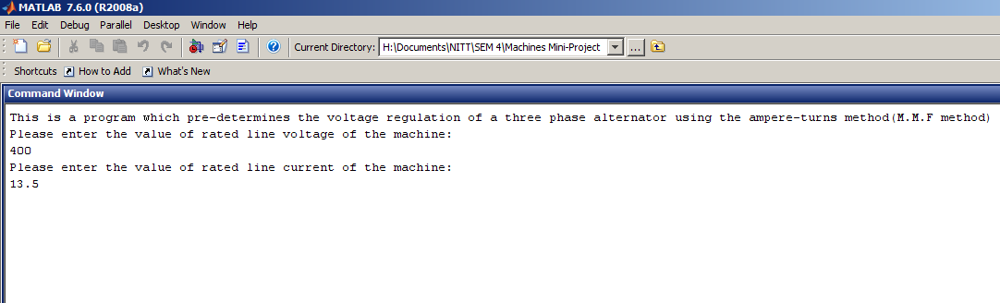 MATLAB 7.6.0 (R2008a)
File Edit Debug Parallel Desktop Window Help
Current Directory: H:\Documents\NITT\SEM 4\Machines Mini-Project ...
Shortcuts How to Add What's New
Command Window
This is a program which pre-determines the voltage regulation of a three phase alternator using the ampere-turns method(M.M.F method)
Please enter the value of rated line voltage of the machine:
400
Please enter the value of rated line current of the machine:
13.5